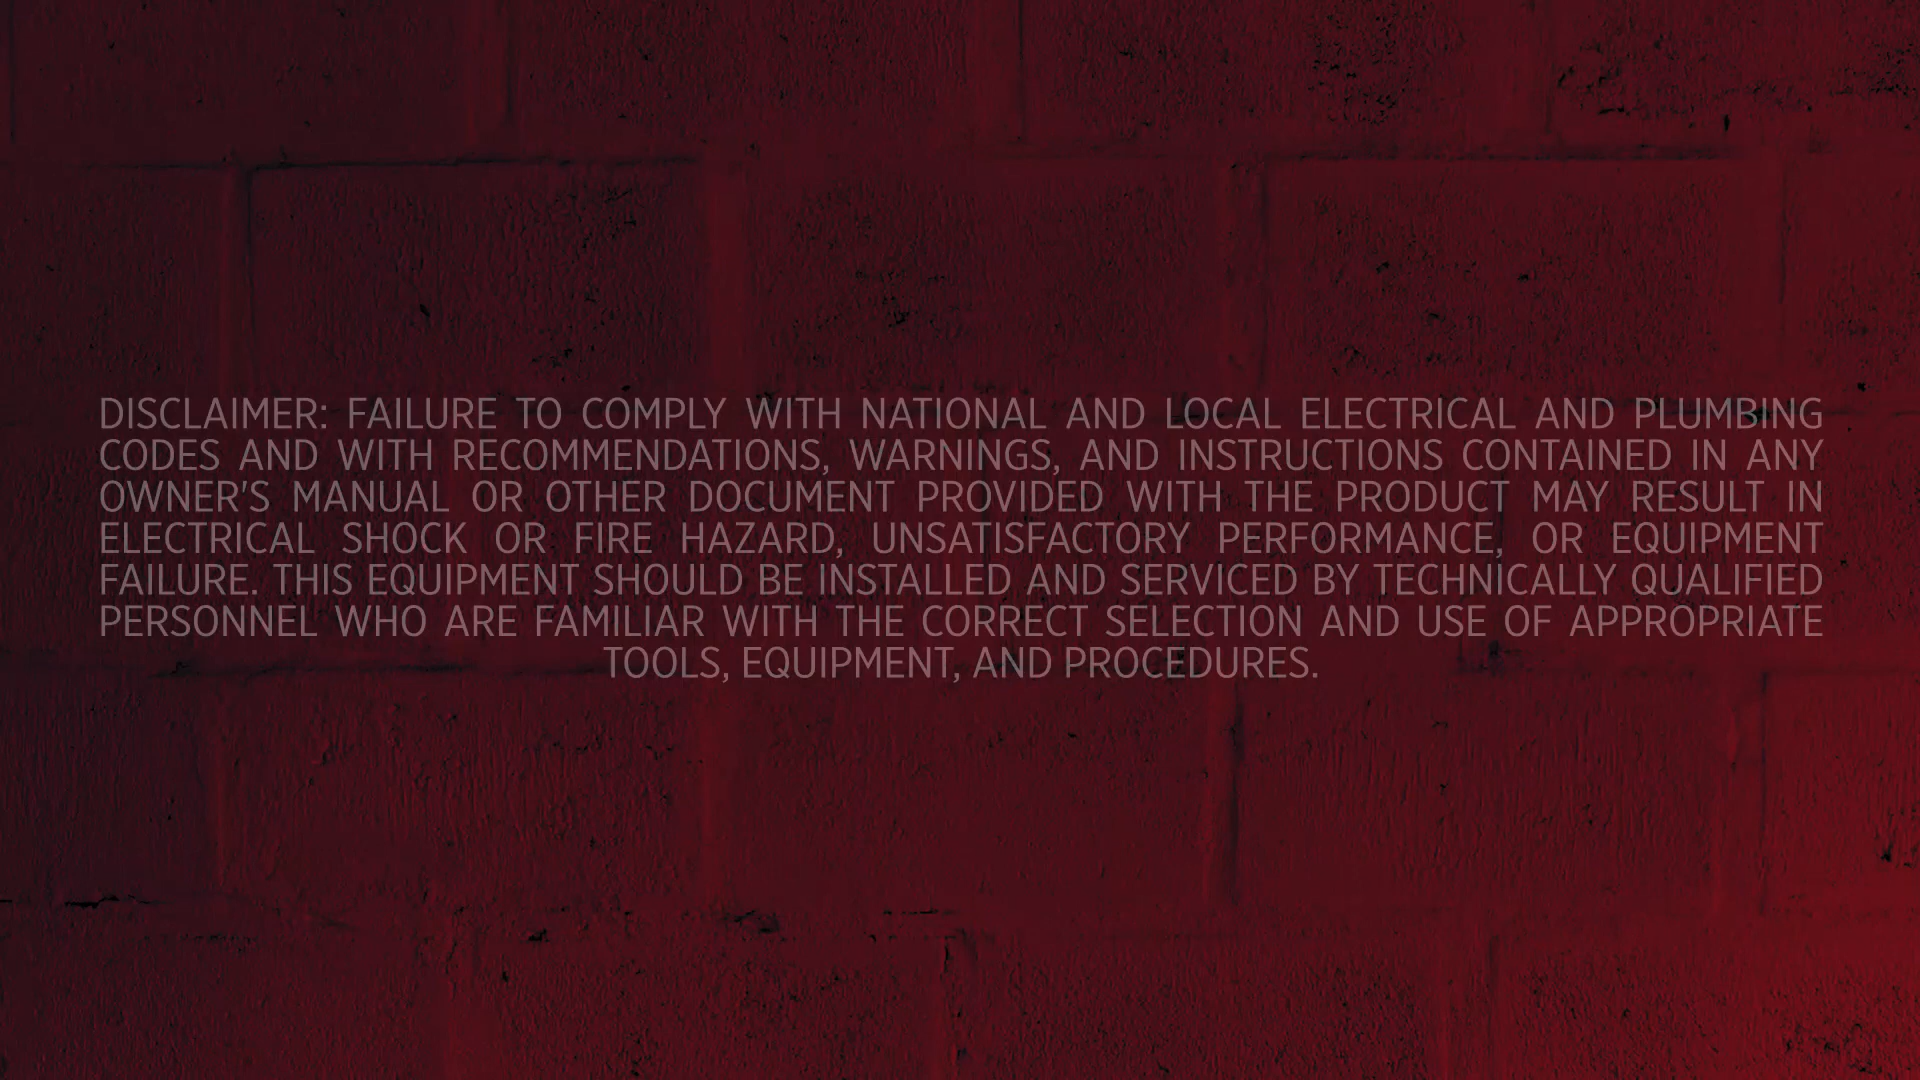 DISCLAIMER: FAILURE TO COMPLY WITH NATIONAL AND LOCAL ELECTRICAL AND PLUMBING
CODES AND WITH RECOMMENDATIONS, WARNINGS, AND INSTRUCTIONS CONTAINED IN ANY
OWNER'S MANUAL OR OTHER DOCUMENT PROVIDED WITH THE PRODUCT MAY RESULT IN
ELECTRICAL SHOCK OR FIRE HAZARD, UNSATISFACTORY PERFORMANCE, OR EQUIPMENT
FAILURE. THIS EQUIPMENT SHOULD BE INSTALLED AND SERVICED BY TECHNICALLY QUALIFIED
PERSONNEL WHO ARE FAMILIAR WITH THE CORRECT SELECTION AND USE OF APPROPRIATE
TOOLS, EQUIPMENT, AND PROCEDURES.